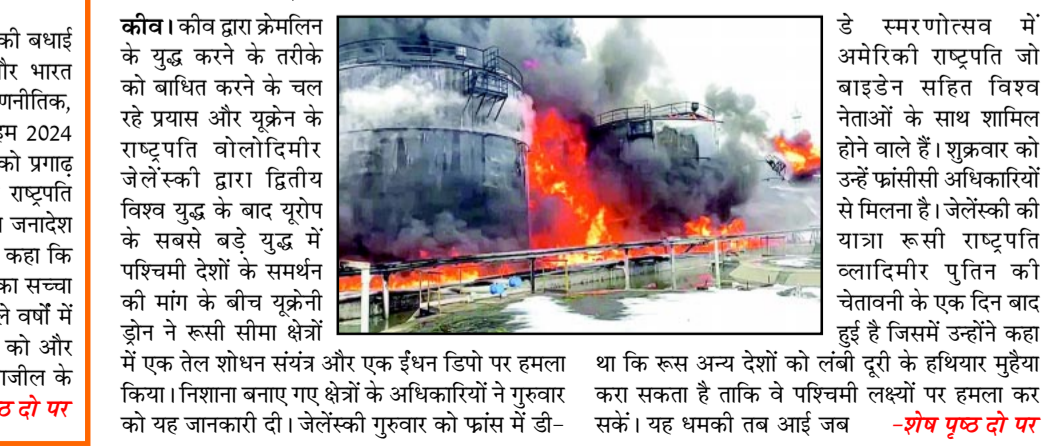 की बधाई
और भारत
णनीतिक,
हम 2024
को प्रगाढ़
राष्ट्रपति
जनादेश
कहा कि
का सच्चा
ले वर्षों में
को और
ाजील के
ष्ठ दो पर
कीव। कीव द्वारा क्रेमलिन
के युद्ध करने के तरीके
को बाधित करने के चल
रहे प्रयास और यूक्रेन के
राष्ट्रपति वोलोदिमीर
जेलेंस्की द्वारा द्वितीय
विश्व युद्ध के बाद यूरोप
के सबसे बड़े युद्ध में
पश्चिमी देशों के समर्थन
की मांग के बीच यूक्रेनी
ड्रोन ने रूसी सीमा क्षेत्रों
में एक तेल शोधन संयंत्र और एक ईंधन डिपो पर हमला
किया। निशाना बनाए गए क्षेत्रों के अधिकारियों ने गुरुवार
को यह जानकारी दी। जेलेंस्की गुरुवार को फ्रांस में डी-
डे स्मरणोत्सव में
अमेरिकी राष्ट्रपति जो
बाइडेन सहित विश्व
नेताओं के साथ शामिल
होने वाले हैं। शुक्रवार को
उन्हें फ्रांसीसी अधिकारियों
से मिलना है। जेलेंस्की की
यात्रा रूसी राष्ट्रपति
व्लादिमीर पुतिन की
चेतावनी के एक दिन बाद
हुई है जिसमें उन्होंने कहा
था कि रूस अन्य देशों को लंबी दूरी के हथियार मुहैया
करा सकता है ताकि वे पश्चिमी लक्ष्यों पर हमला कर
सकें। यह धमकी तब आई जब -शेष पृष्ठ दो पर